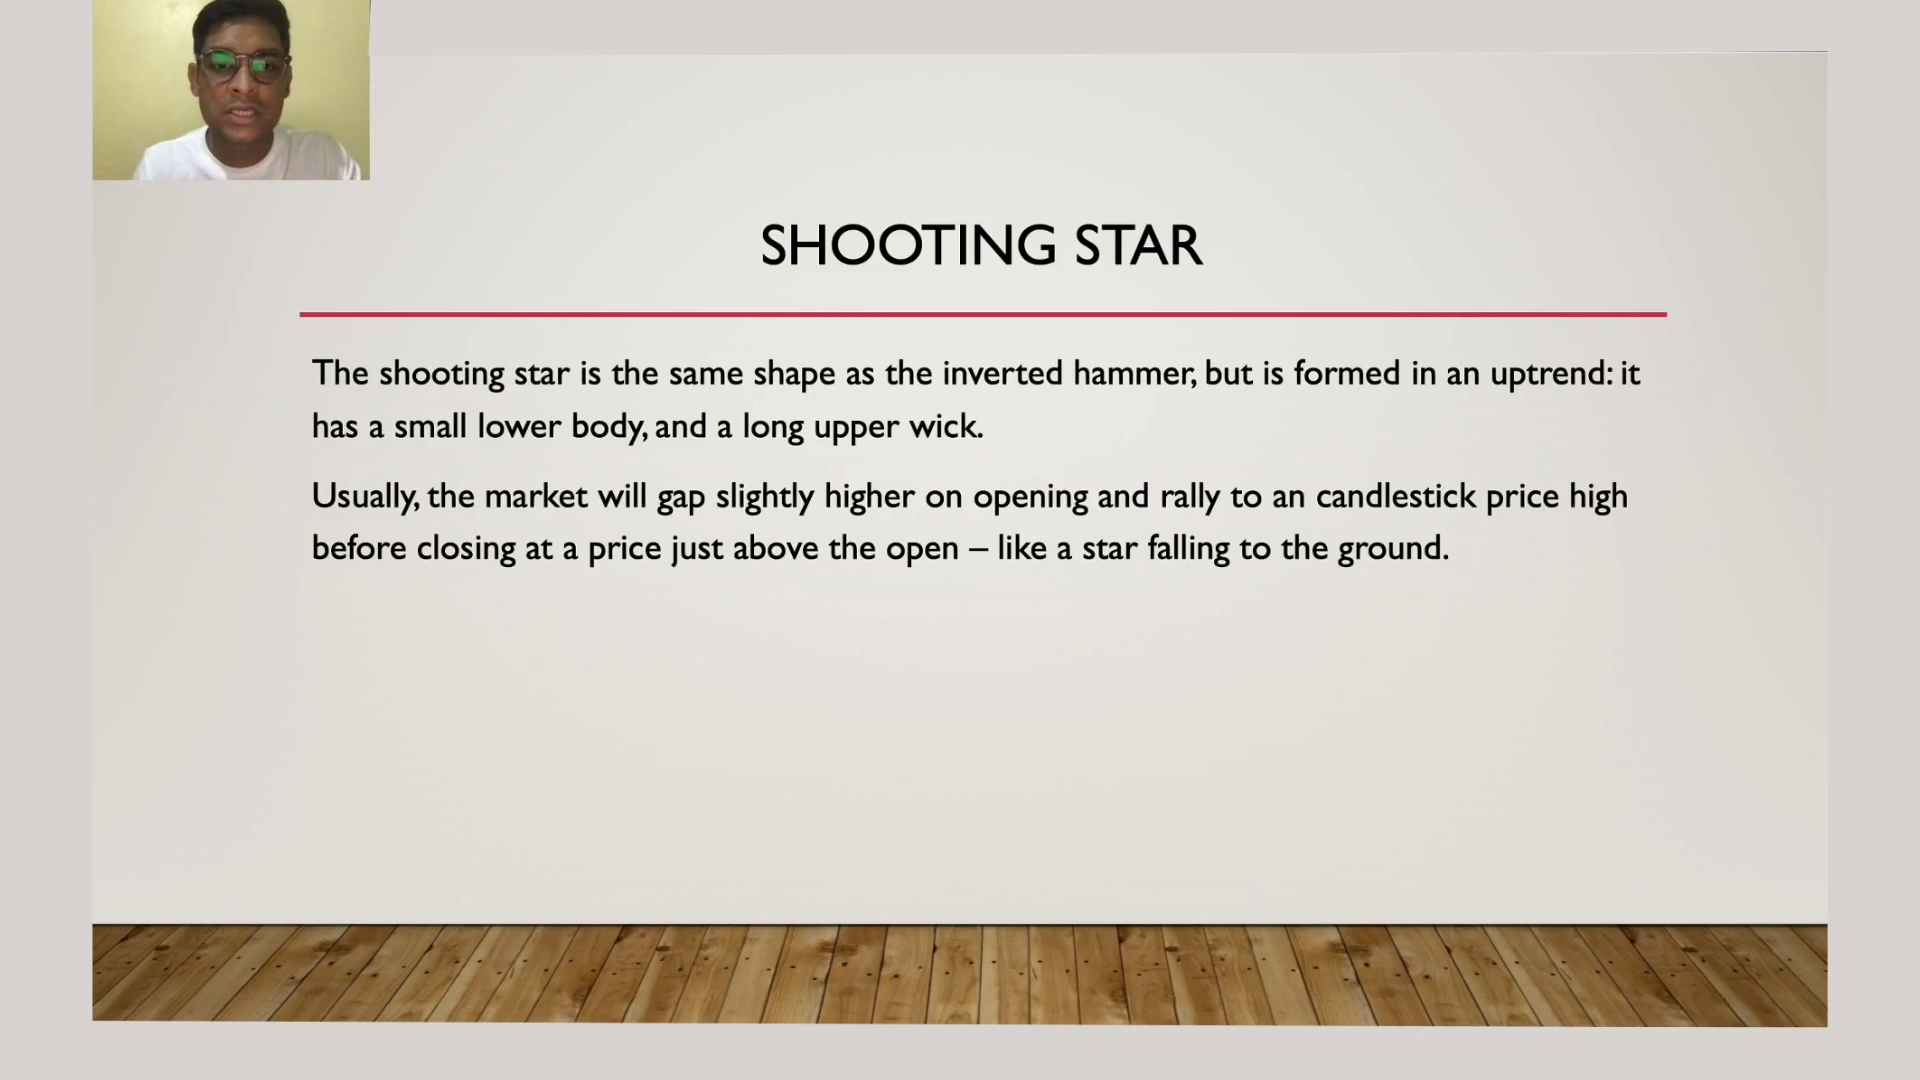 SHOOTING STAR
The shooting star is the same shape as the inverted hammer, but is formed in an uptrend: it
has a small lower body, and a long upper wick.
Usually, the market will gap slightly higher on opening and rally to an candlestick price high
before closing at a price just above the open – like a star falling to the ground.